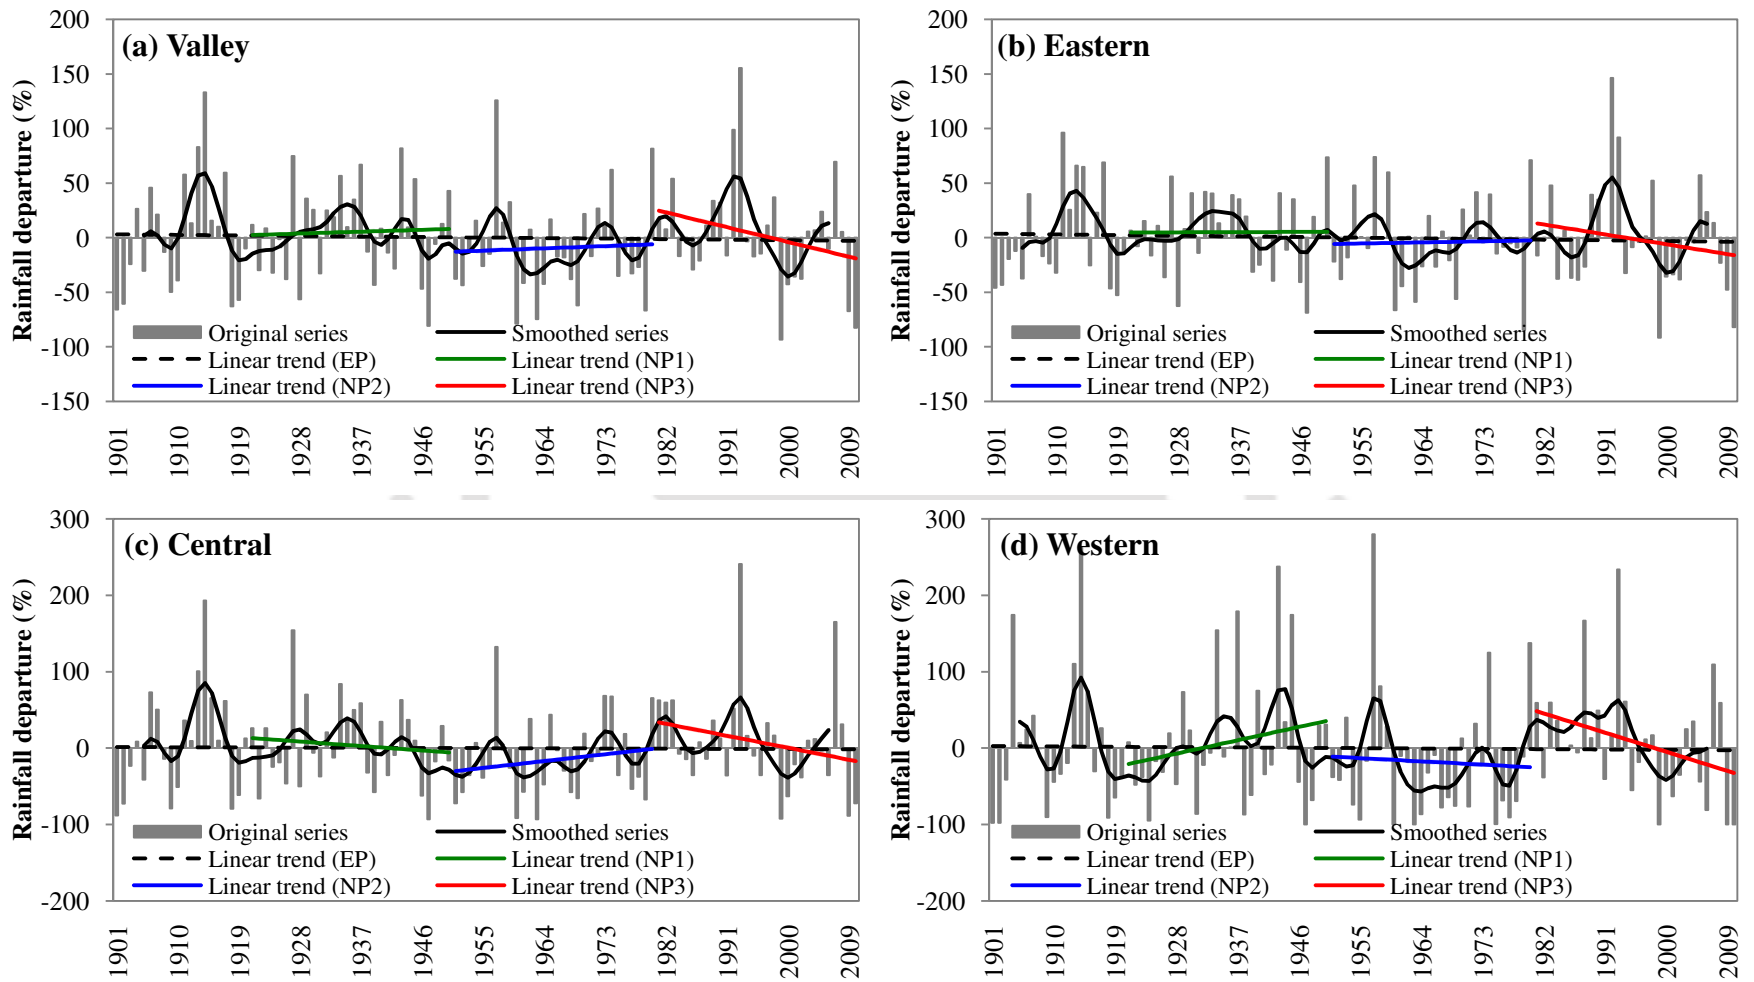 (a) Valley
Rainfall departure (%)
200
150
100
50
0
-50
-100
-150
Original series
Smoothed series
Linear trend (EP)
Linear trend (NP1)
Linear trend (NP2)
Linear trend (NP3)
1901 1910 1919 1928 1937 1946 1955 1964 1973 1982 1991 2000 2009
(b) Eastern
Rainfall departure (%)
200
150
100
50
0
-50
-100
-150
Original series
Smoothed series
Linear trend (EP)
Linear trend (NP1)
Linear trend (NP2)
Linear trend (NP3)
1901 1910 1919 1928 1937 1946 1955 1964 1973 1982 1991 2000 2009
(c) Central
Rainfall departure (%)
300
200
100
0
-100
-200
Original series
Smoothed series
Linear trend (EP)
Linear trend (NP1)
Linear trend (NP2)
Linear trend (NP3)
1901 1910 1919 1928 1937 1946 1955 1964 1973 1982 1991 2000 2009
(d) Western
Rainfall departure (%)
300
200
100
0
-100
-200
Original series
Smoothed series
Linear trend (EP)
Linear trend (NP1)
Linear trend (NP2)
Linear trend (NP3)
1901 1910 1919 1928 1937 1946 1955 1964 1973 1982 1991 2000 2009